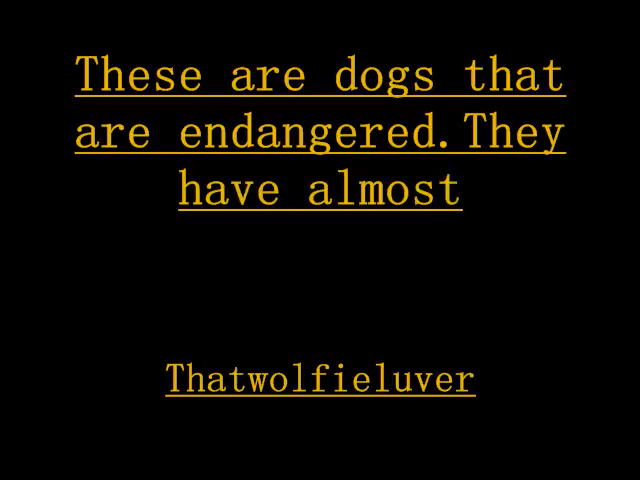 These are dogs that
are endangered.They
have almost
Thatwolfieluver